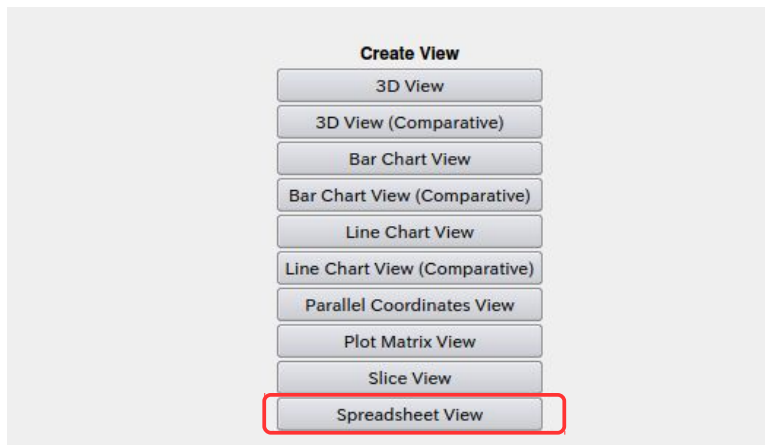 Create View
3D View
3D View (Comparative)
Bar Chart View
Bar Chart View (Comparative)
Line Chart View
Line Chart View (Comparative)
Parallel Coordinates View
Plot Matrix View
Slice View
Spreadsheet View